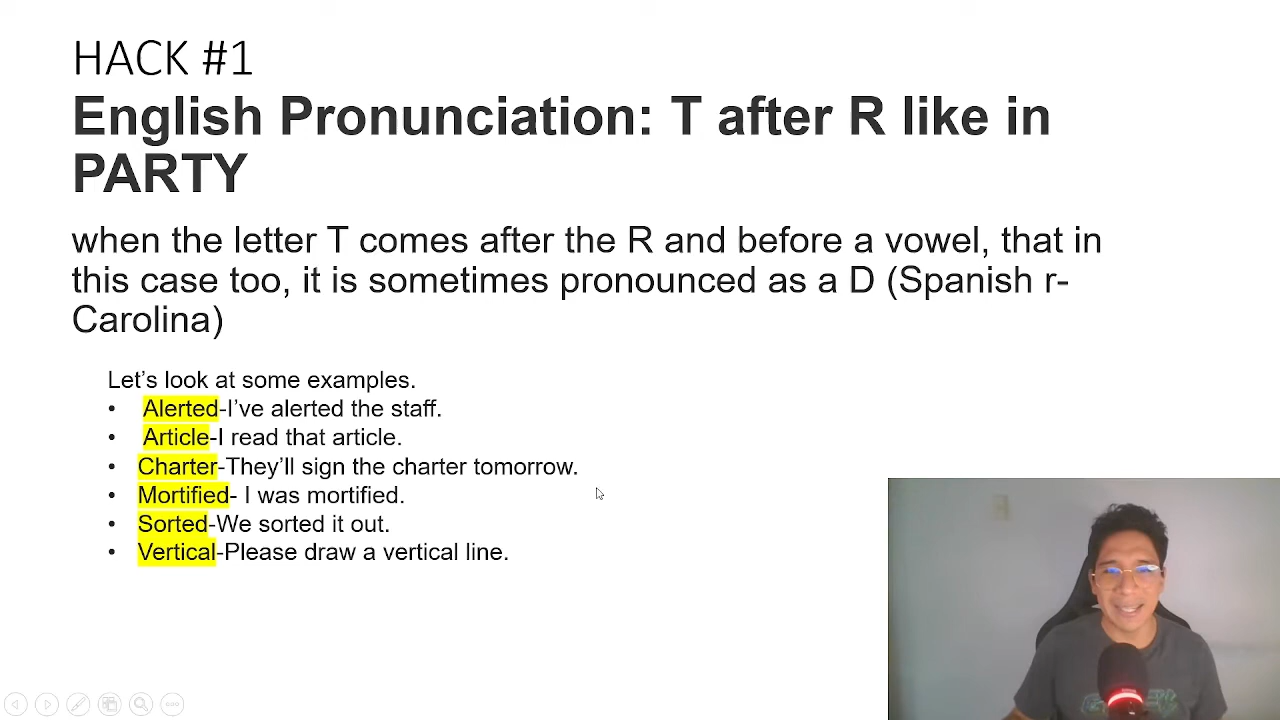 HACK #1
English Pronunciation: T after R like in
PARTY
when the letter T comes after the R and before a vowel, that in
this case too, it is sometimes pronounced as a D (Spanish r-
Carolina)
Let’s look at some examples.
• Alerted-I’ve alerted the staff.
• Article-I read that article.
• Charter-They’ll sign the charter tomorrow.
• Mortified- I was mortified.
• Sorted-We sorted it out.
• Vertical-Please draw a vertical line.